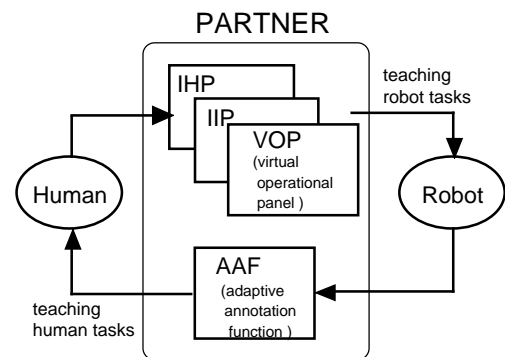 PARTNER
IHP
IIP
VOP
(virtual
operational
panel )
teaching
robot tasks
Human
Robot
AAF
(adaptive
annotation
function )
teaching
human tasks